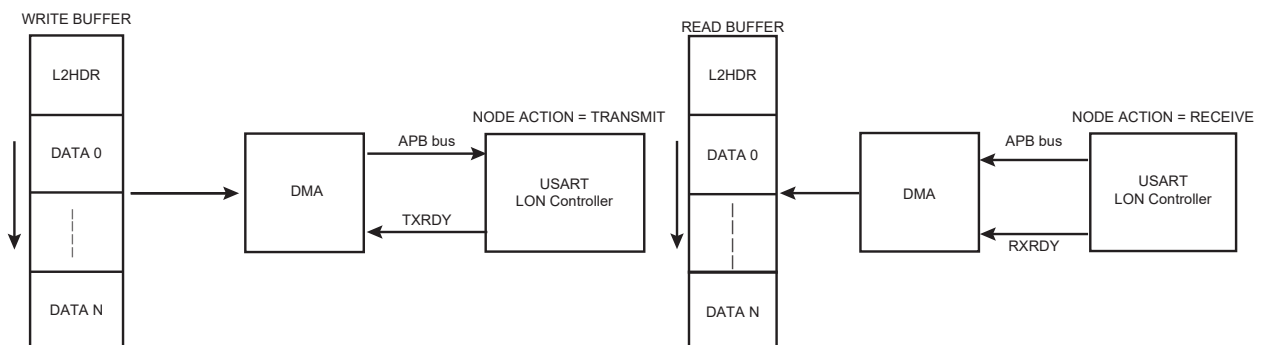 WRITE BUFFER
L2HDR
DATA 0
DATA N
DMA
APB bus
TXRDY
NODE ACTION = TRANSMIT
USART
LON Controller
READ BUFFER
L2HDR
DATA 0
DATA N
DMA
APB bus
RXRDY
NODE ACTION = RECEIVE
USART
LON Controller